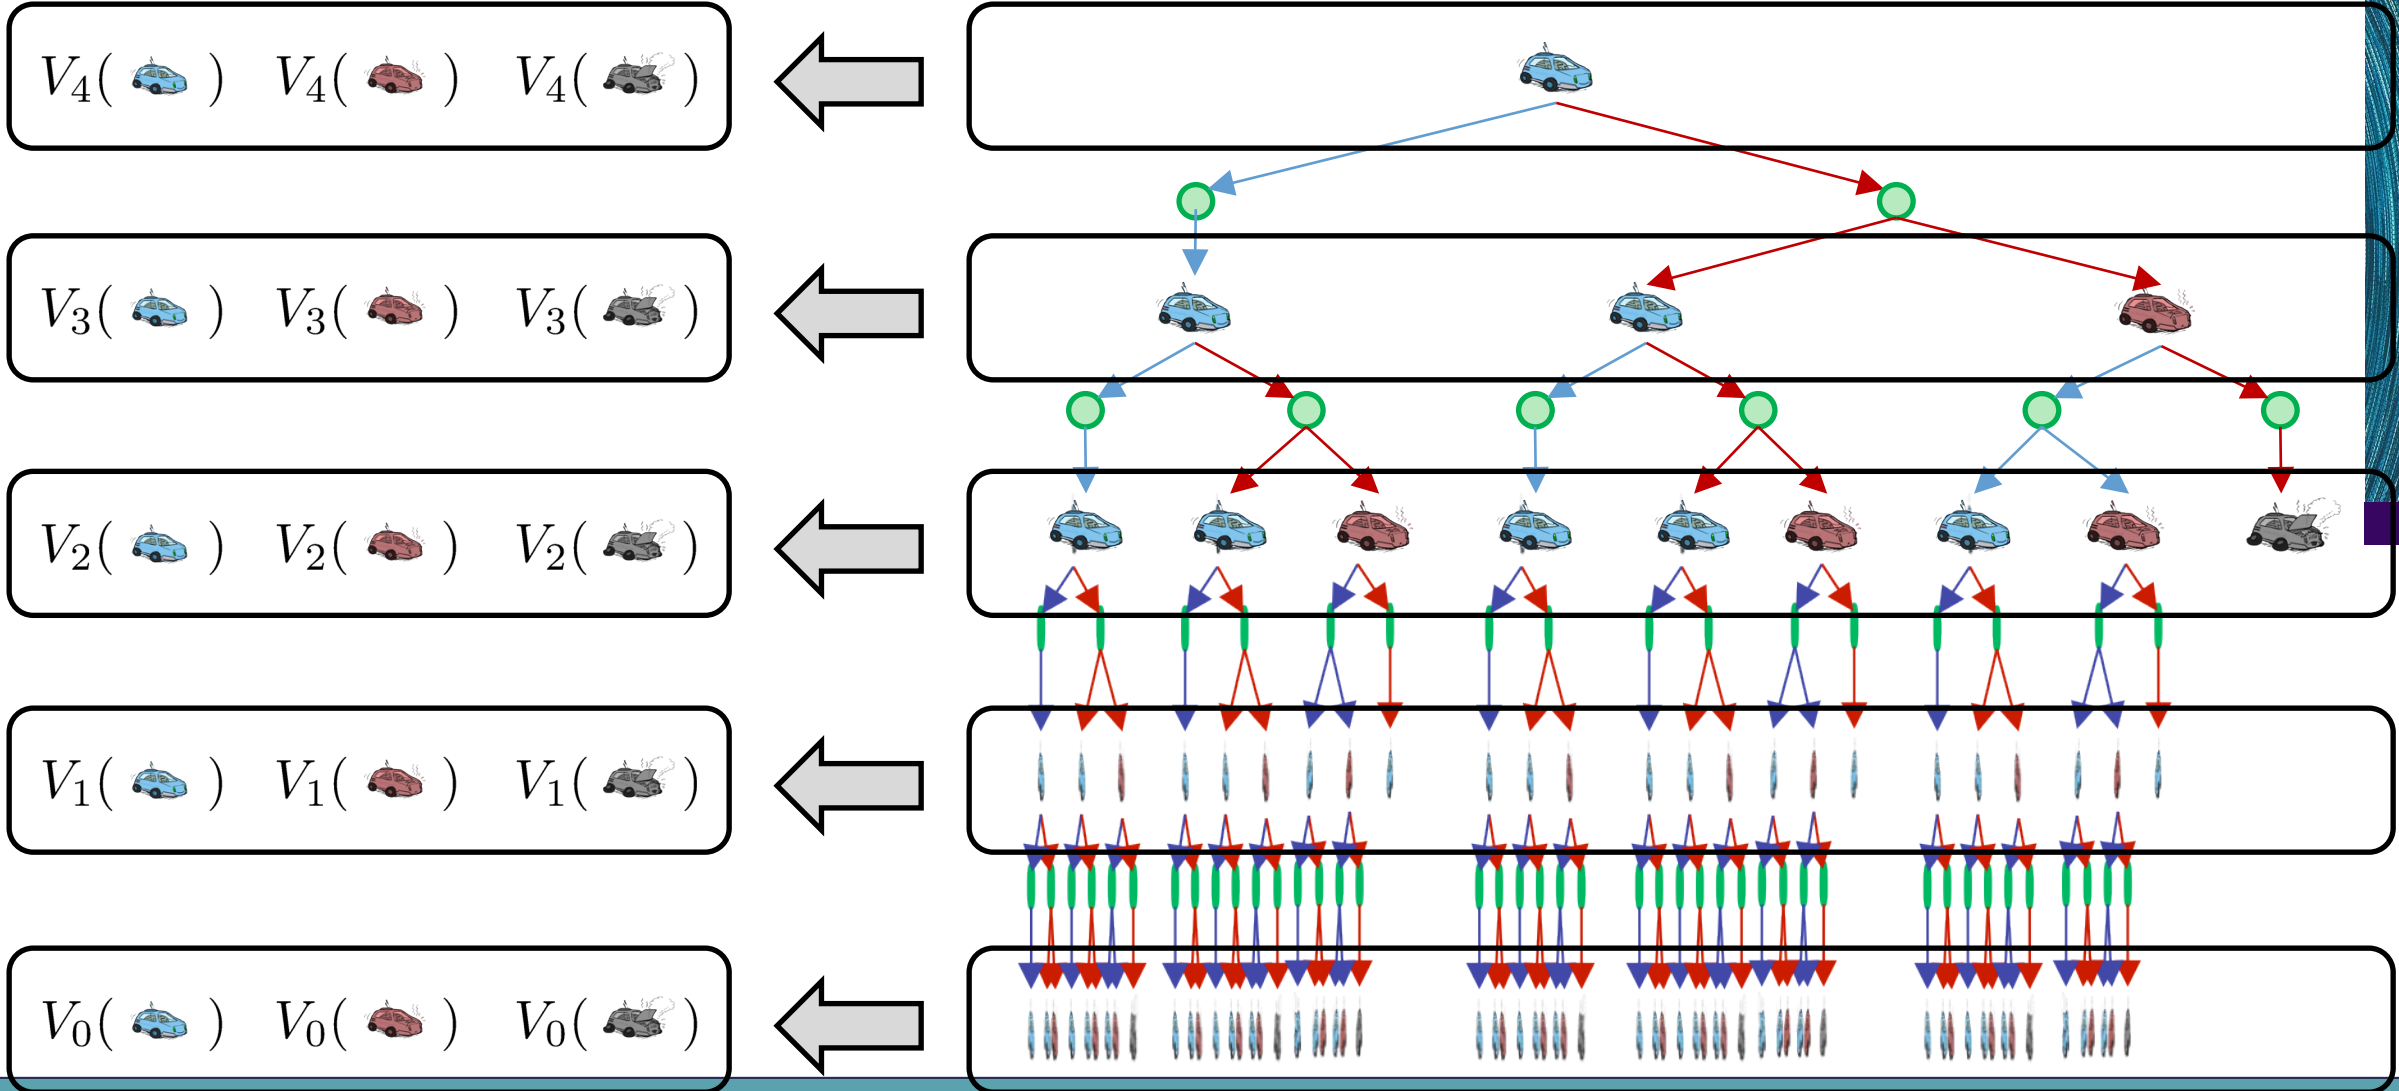 V4( ) V4( ) V4( )
V3( ) V3( ) V3( )
V2( ) V2( ) V2( )
V1( ) V1( ) V1( )
V0( ) V0( ) V0( )